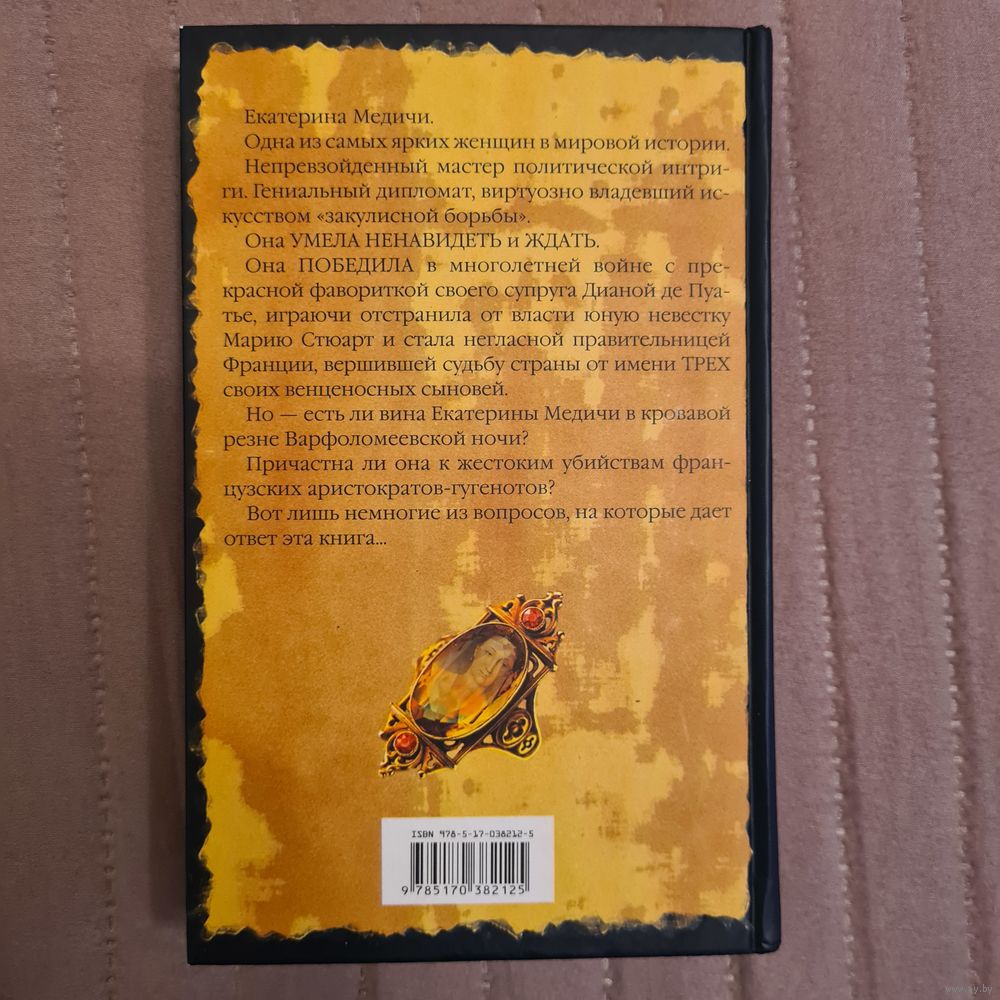 Екатерина Медичи.
Одна из самых ярких женщин в мировой истории.
Непревзойденный мастер политической интри-
ги. Гениальный дипломат, виртуозно владевший ис-
кусством «закулисной борьбы».
Она УМЕЛА НЕНАВИДЕТЬ и ЖДАТЬ.
Она ПОБЕДИЛА в многолетней войне с пре-
красной фавориткой своего супруга Дианой де Пуа-
тье, играючи отстранила от власти юную невестку
Марию Стюарт и стала негласной правительницей
Франции, вершившей судьбу страны от имени ТРЕХ
своих венценосных сыновей.
Но — есть ли вина Екатерины Медичи в кровавой
резне Варфоломеевской ночи?
Причастна ли она к жестоким убийствам фран-
цузских аристократов-гугенотов?
Вот лишь немногие из вопросов, на которые дает
ответ эта книга...
ISBN 978-5-17-038212-5
9 785170 382125
www.ay.by